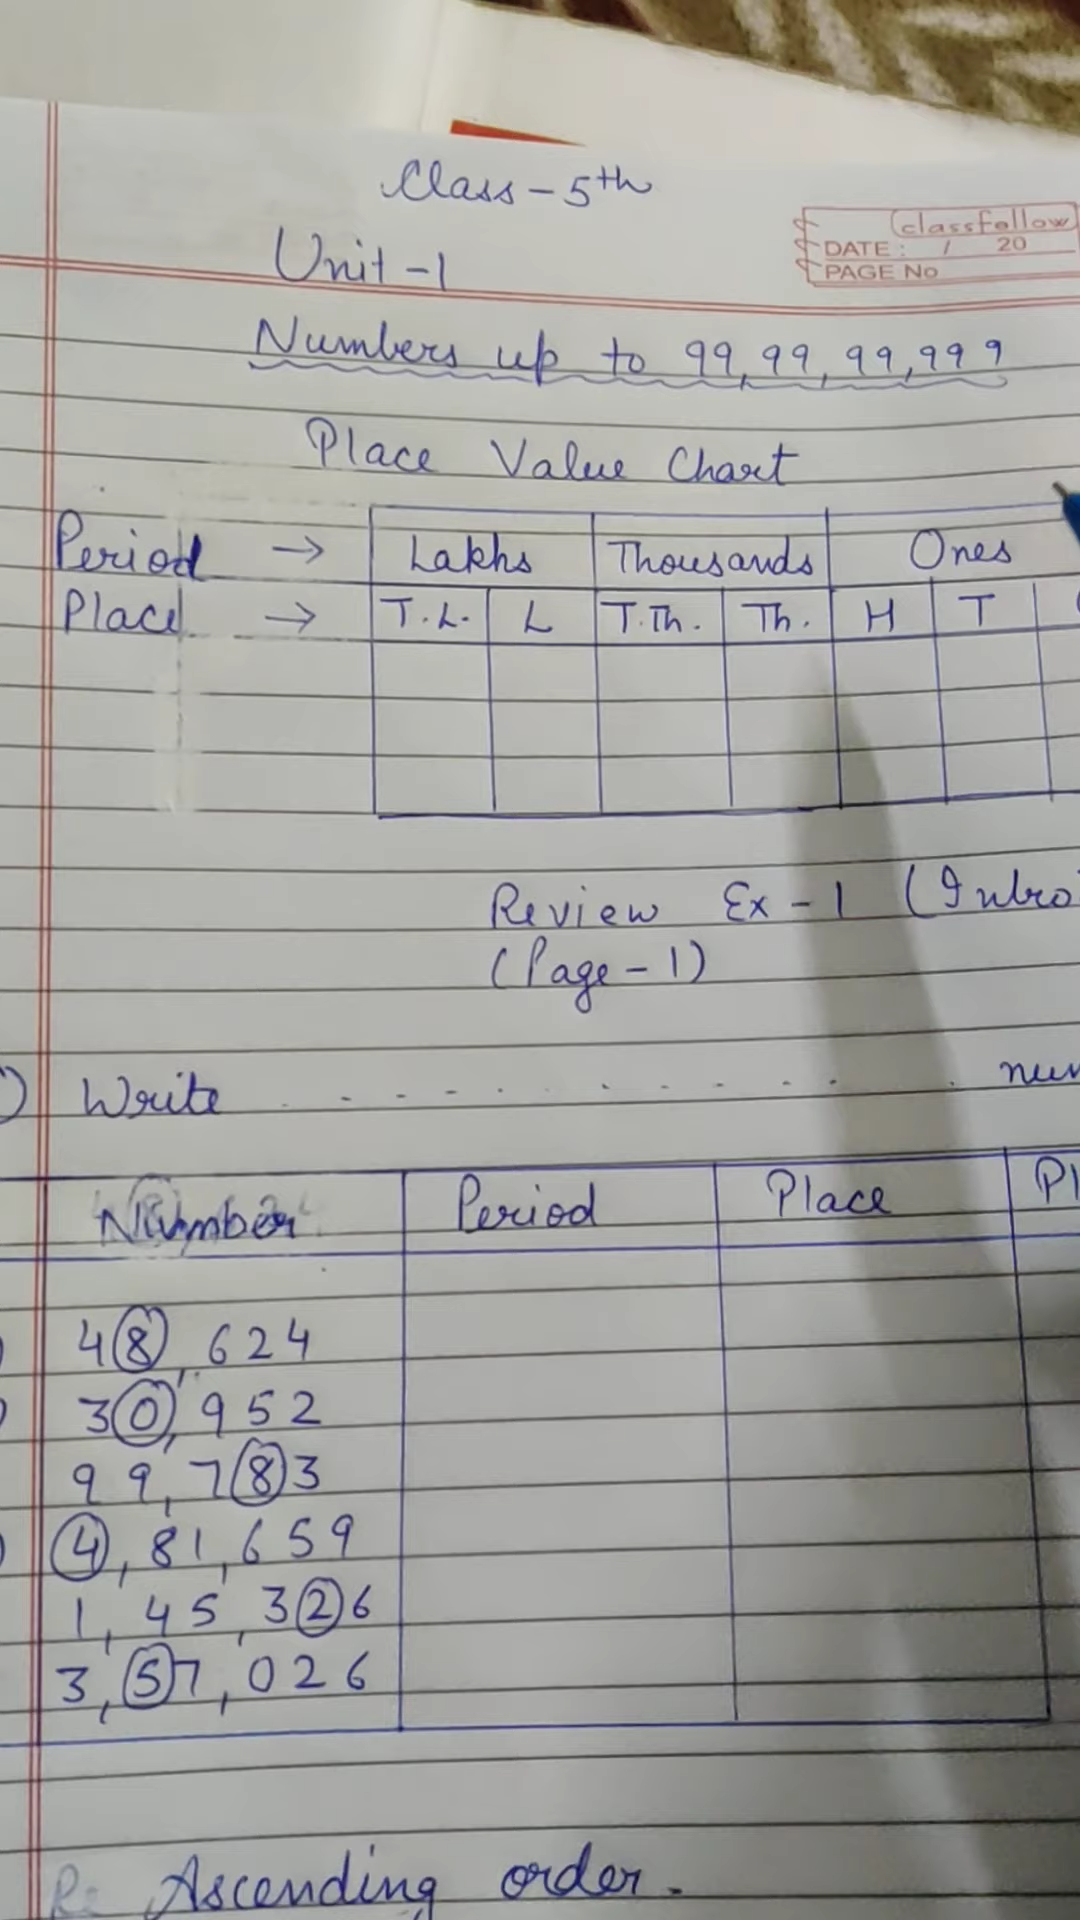 Class - 5th
Unit - 1
classfellow
DATE : / 20
PAGE No
Numbers up to 99,99,99,999
Place Value Chart
Period → Lakhs Thousands Ones
Place → T.L. L T.Th. Th. H T
Review Ex - 1
(Page - 1)
) Write . . . . . . . . . .
Number Period Place Pl
48,624
30,952
99,783
4,81,659
1,45,326
3,57,026
Ascending order.